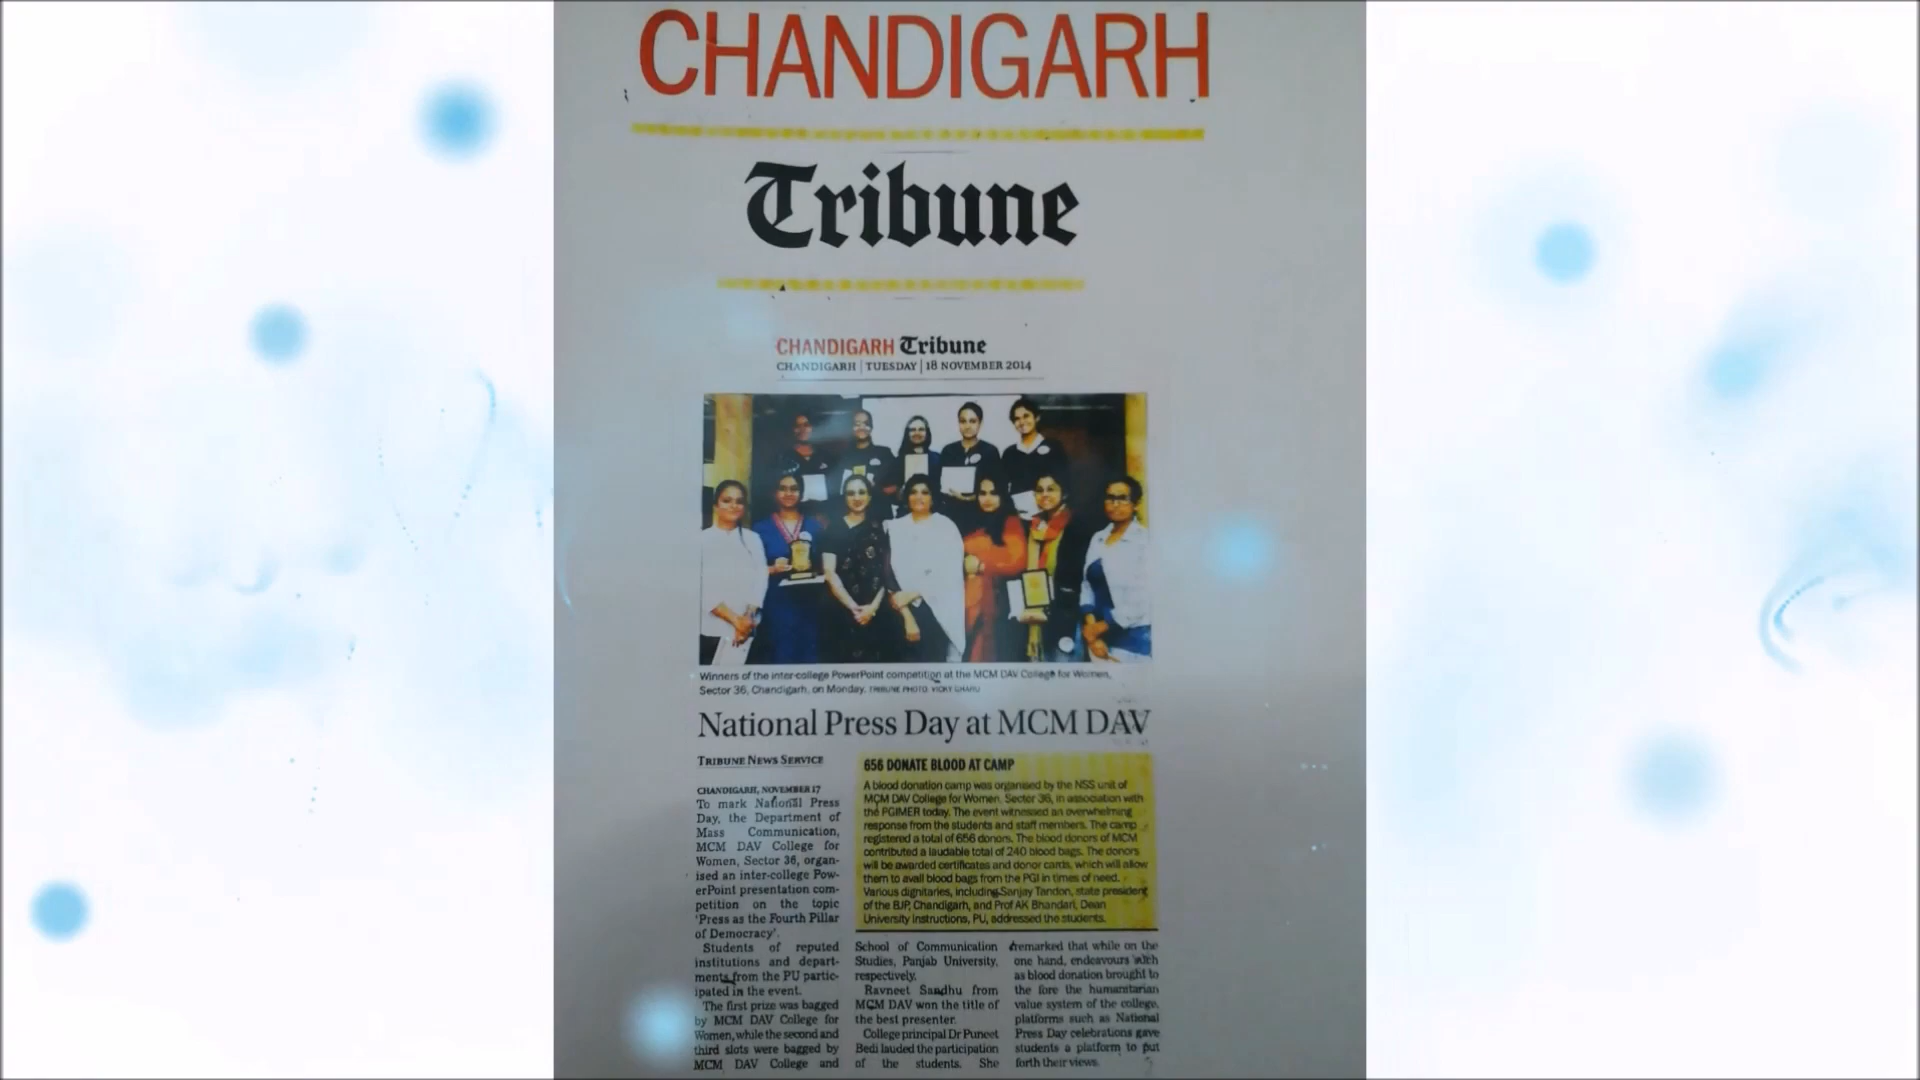 CHANDIGARH
Tribune
CHANDIGARH Tribune
CHANDIGARH | TUESDAY | 18 NOVEMBER 2014
Winners of the inter-college PowerPoint competition at the MCM DAV College for Women,
Sector 36, Chandigarh, on Monday. TRIBUNE PHOTO: VICKY
National Press Day at MCM DAV
TRIBUNE NEWS SERVICE
CHANDIGARH, NOVEMBER 17
To mark National Press
Day, the Department of
Mass Communication,
MCM DAV College for
Women, Sector 36, organ-
ised an inter-college Pow-
erPoint presentation com-
petition on the topic
'Press as the Fourth Pillar
of Democracy'.
Students of reputed
institutions and depart-
ments from the PU partic-
ipated in the event.
The first prize was bagged
by MCM DAV College for
Women, while the second and
third slots were bagged by
MCM DAV College and
656 DONATE BLOOD AT CAMP
A blood donation camp was organised by the NSS unit of
MCM DAV College for Women, Sector 36, in association with
the PGIMER today. The event witnessed an overwhelming
response from the students and staff members. The camp
registered a total of 656 donors. The blood donors of MCM
contributed a laudable total of 240 blood bags. The donors
will be awarded certificates and donor cards, which will allow
them to avail blood bags from the PGI in times of need.
Various dignitaries, including Sanjay Tandon, state president
of the BJP, Chandigarh, and Prof AK Bhandari, Dean
University Instructions, PU, addressed the students.
School of Communication
Studies, Panjab University,
respectively.
Ravneet Sandhu from
MCM DAV won the title of
the best presenter.
College principal Dr Puneet
Bedi lauded the participation
of the students. She
remarked that while on the
one hand, endeavours such
as blood donation brought to
the fore the humanitarian
value system of the college,
platforms such as National
Press Day celebrations gave
students a platform to put
forth their views.